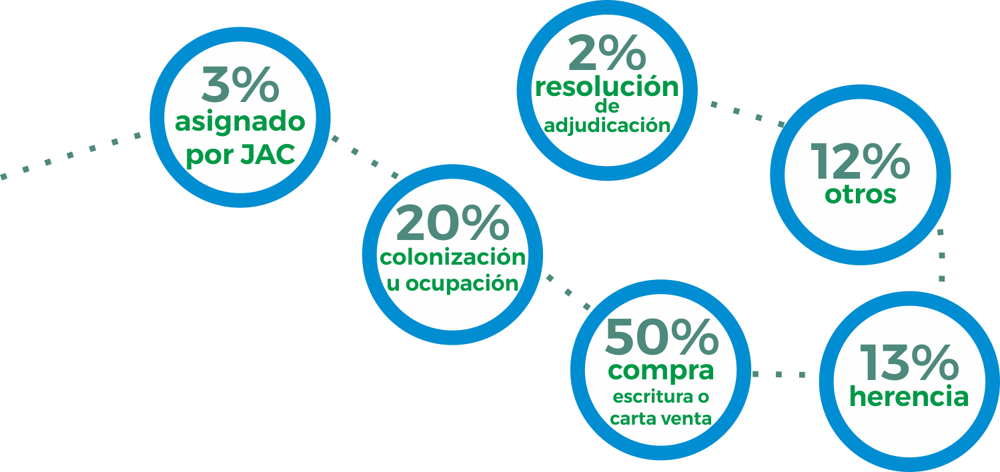 3%
asignado
por JAC
20%
colonización
u ocupación
50%
compra
escritura o
carta venta
13%
herencia
12%
otros
2%
resolución
de
adjudicación